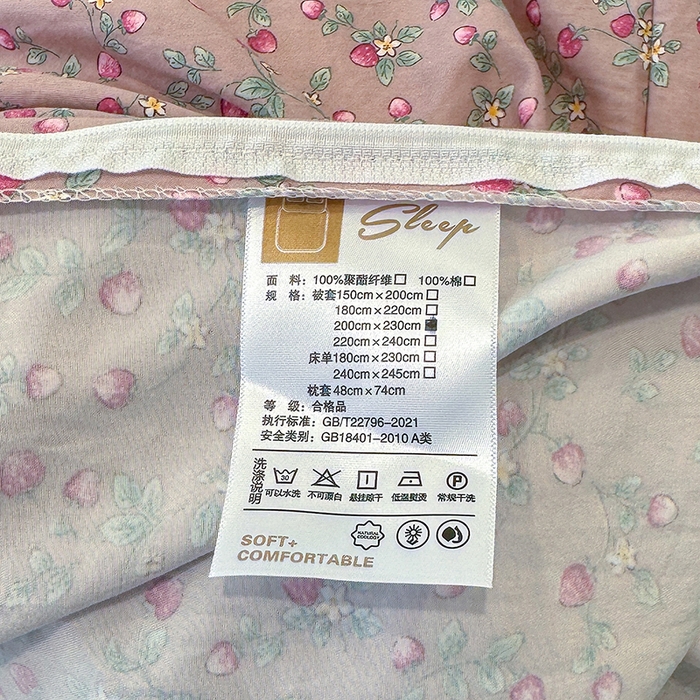 Sleep
面 料：100%聚酯纤维□ 100%棉□
规 格：被套150cm×200cm□
180cm×220cm□
200cm×230cm■
220cm×240cm□
床单180cm×230cm□
240cm×245cm□
枕套48cm×74cm
等 级：合格品
执行标准：GB/T22796-2021
安全类别：GB18401-2010 A类
洗涤说明
30 P
可以水洗 不可漂白 悬挂晾干 低温熨烫 常规干洗
NATURAL
SOFT+
COMFORTABLE